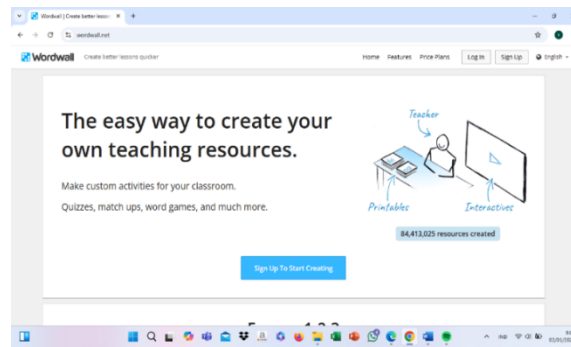 Wordwall | Create better lesson
wordwall.net
Wordwall Create better lessons quicker Home Features Price Plans Log In Sign Up English
The easy way to create your
own teaching resources.
Make custom activities for your classroom.
Quizzes, match ups, word games, and much more.
Sign Up To Start Creating
Teacher
Printables Interactives
84,413,025 resources created
IND